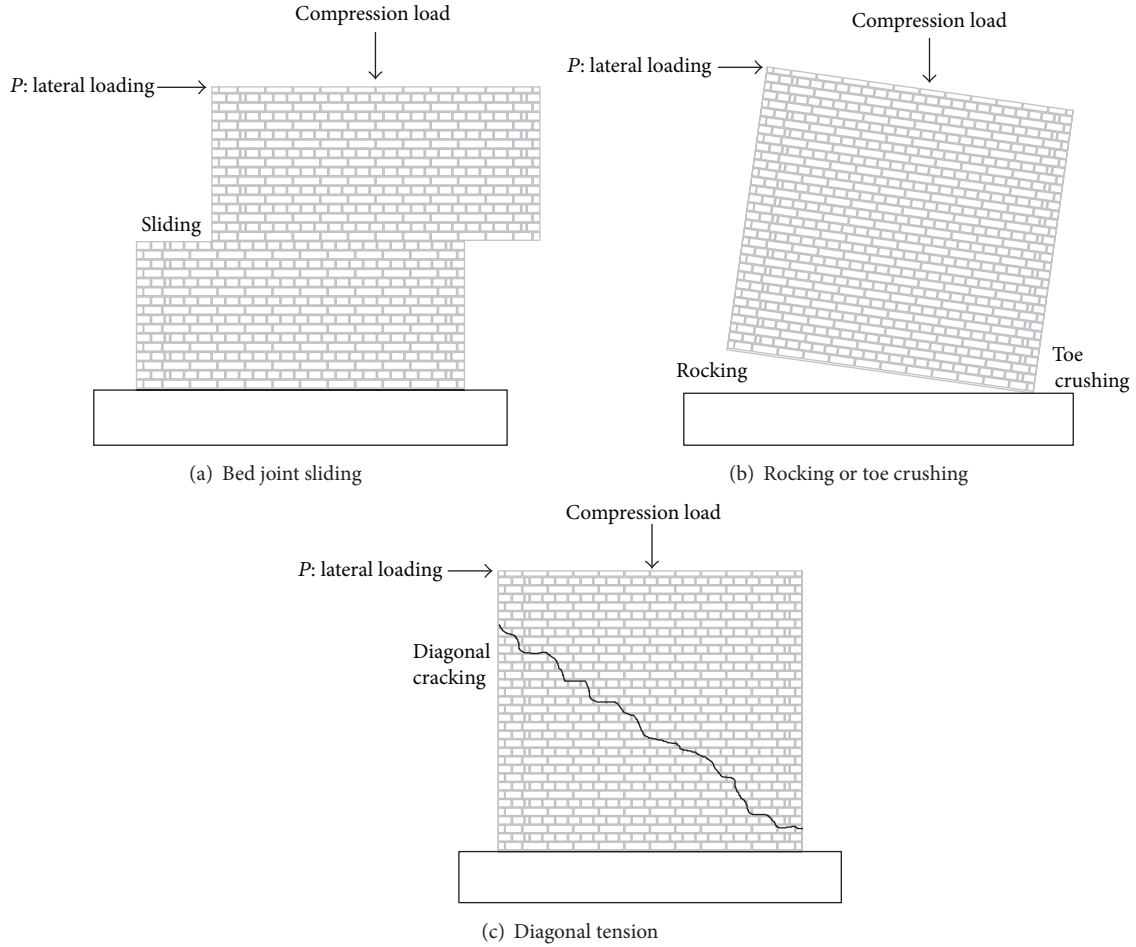 Compression load
P: lateral loading
Sliding
(a) Bed joint sliding
Compression load
P: lateral loading
Rocking
Toe
crushing
(b) Rocking or toe crushing
Compression load
P: lateral loading
Diagonal
cracking
(c) Diagonal tension